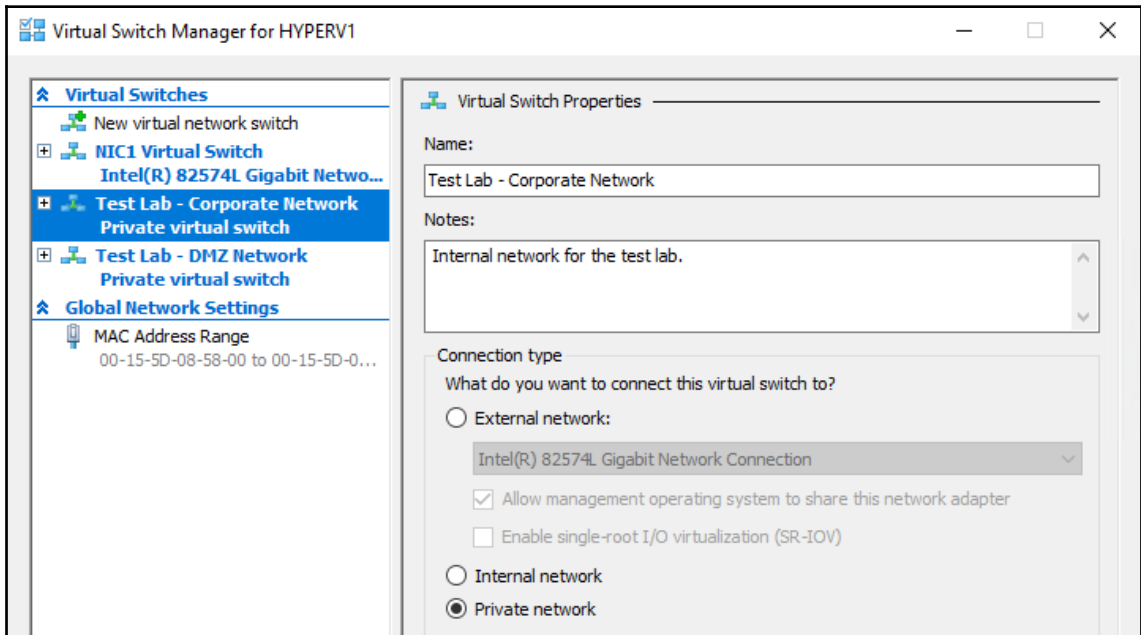 Virtual Switch Manager for HYPERV1
Virtual Switches
New virtual network switch
NIC1 Virtual Switch
Intel(R) 82574L Gigabit Netwo...
Test Lab - Corporate Network
Private virtual switch
Test Lab - DMZ Network
Private virtual switch
Global Network Settings
MAC Address Range
00-15-5D-08-58-00 to 00-15-5D-0...
Virtual Switch Properties
Name:
Test Lab - Corporate Network
Notes:
Internal network for the test lab.
Connection type
What do you want to connect this virtual switch to?
External network:
Intel(R) 82574L Gigabit Network Connection
Allow management operating system to share this network adapter
Enable single-root I/O virtualization (SR-IOV)
Internal network
Private network